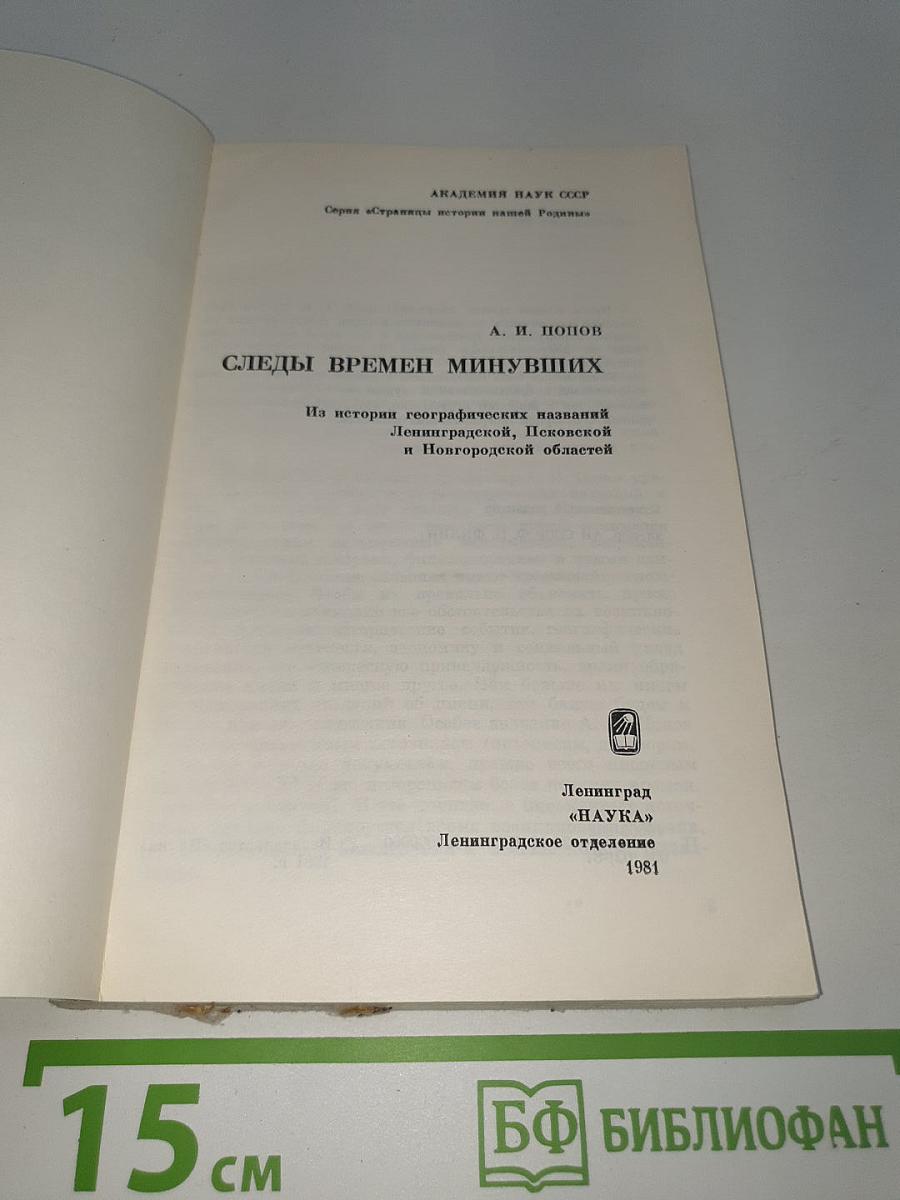 АКАДЕМИЯ НАУК СССР
Серия «Страницы истории нашей Родины»
А. И. ПОПОВ
СЛЕДЫ ВРЕМЕН МИНУВШИХ
Из истории географических названий
Ленинградской, Псковской
и Новгородской областей
Ленинград
«НАУКА»
Ленинградское отделение
1981
15 см
БФ БИБЛИОФАН